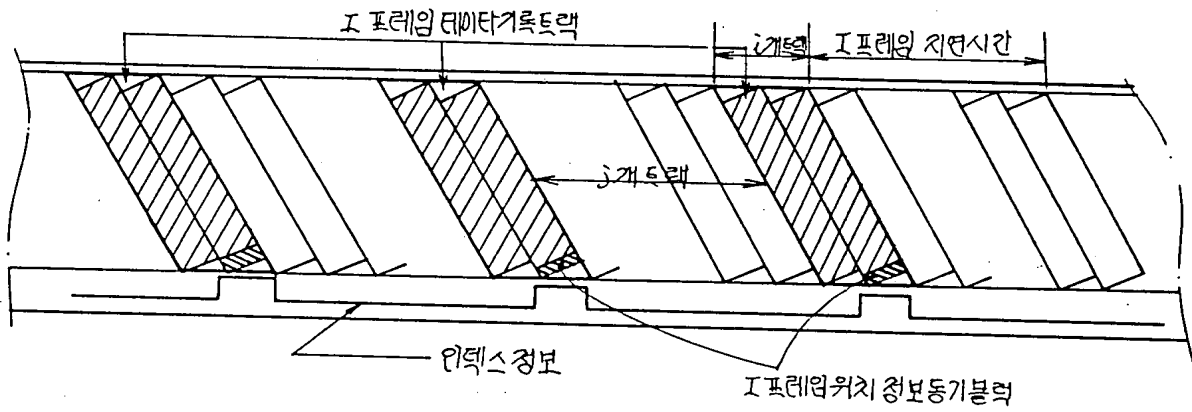 I 프레임 데이타기록트랙
i개트랙
I프레임 지연시간
j개트랙
인덱스정보
I프레임위치 정보동기블럭